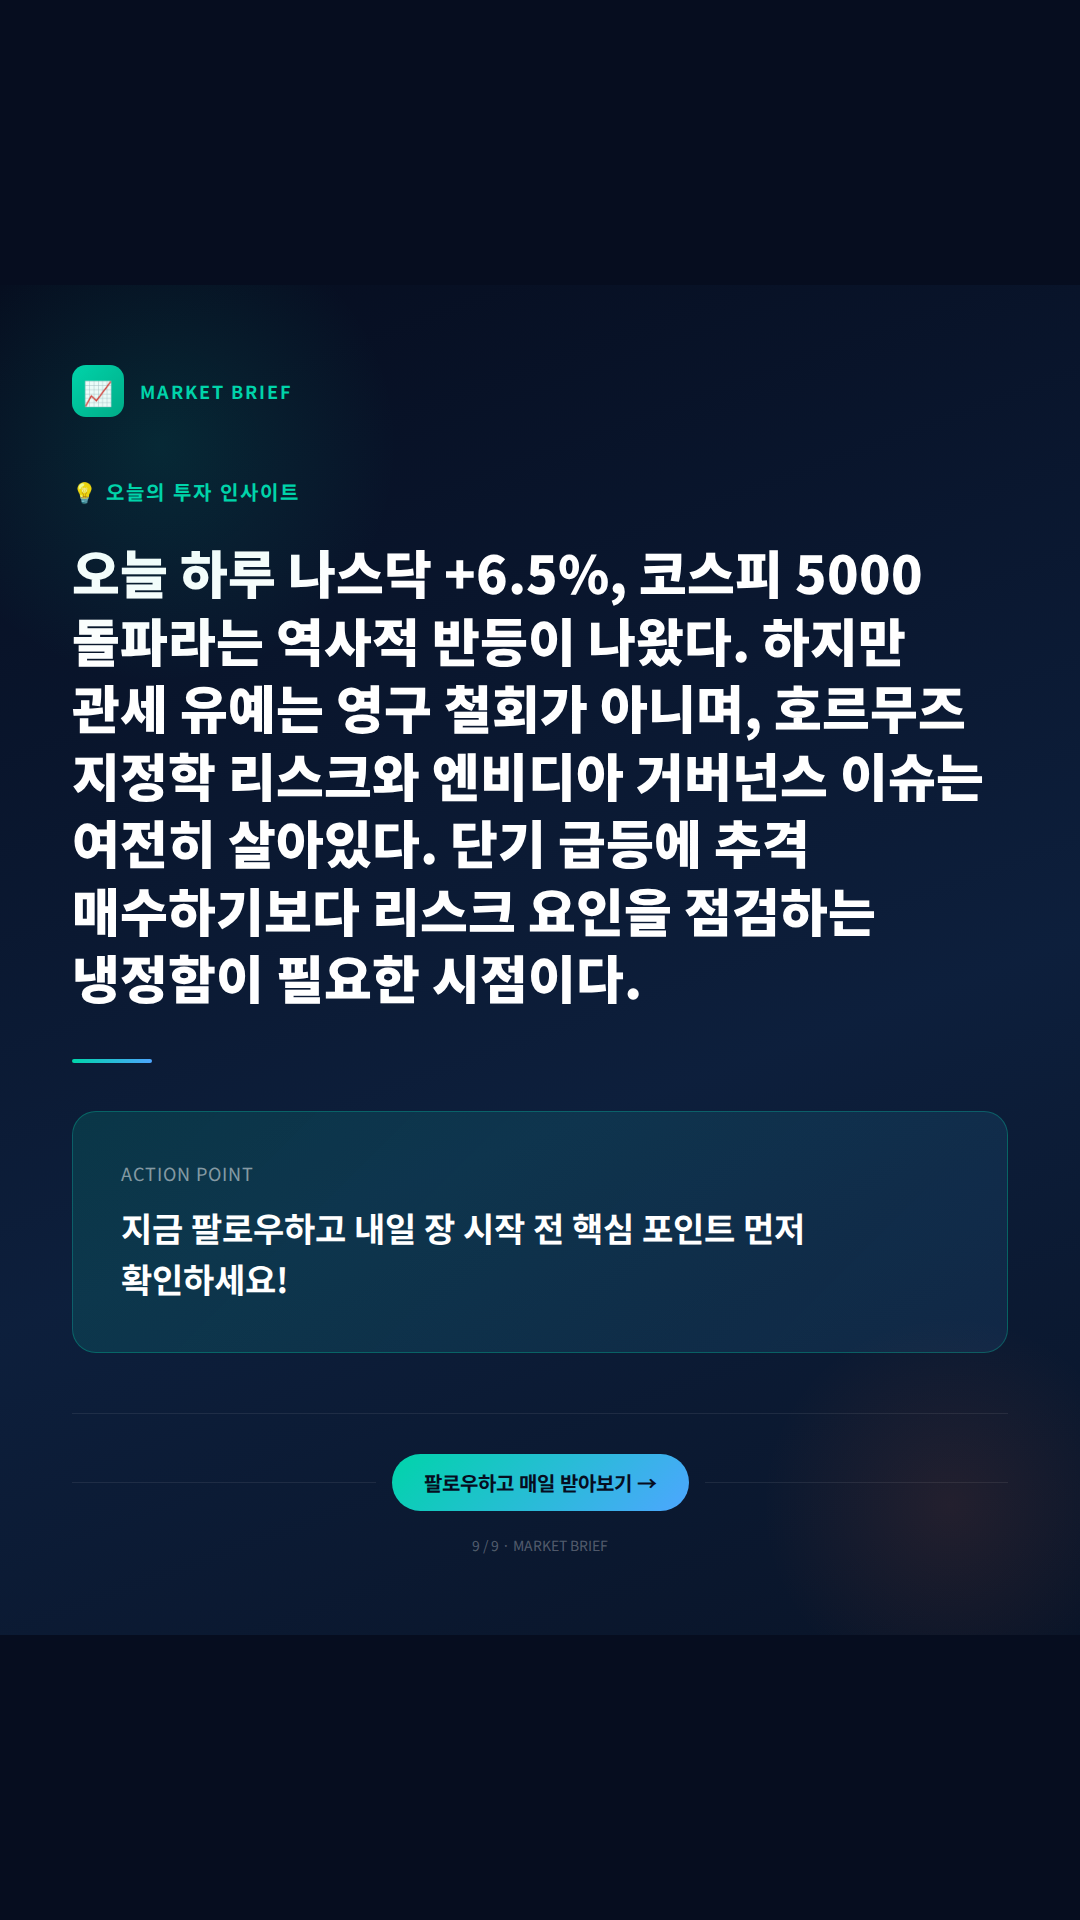 MARKET BRIEF
💡 오늘의 투자 인사이트
오늘 하루 나스닥 +6.5%, 코스피 5000
돌파라는 역사적 반등이 나왔다. 하지만
관세 유예는 영구 철회가 아니며, 호르무즈
지정학 리스크와 엔비디아 거버넌스 이슈는
여전히 살아있다. 단기 급등에 추격
매수하기보다 리스크 요인을 점검하는
냉정함이 필요한 시점이다.
ACTION POINT
지금 팔로우하고 내일 장 시작 전 핵심 포인트 먼저
확인하세요!
팔로우하고 매일 받아보기 →
9 / 9 · MARKET BRIEF